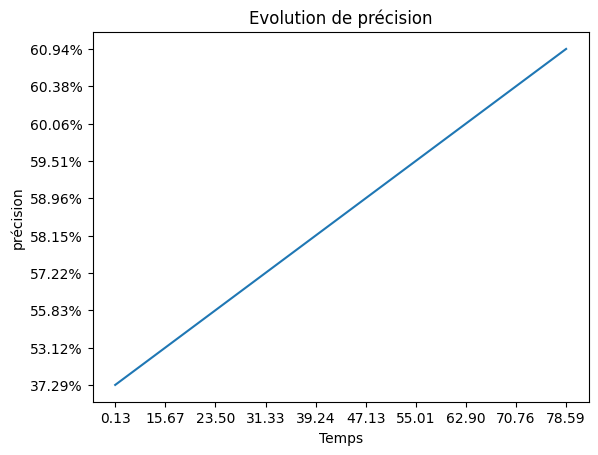 Evolution de précision
60.94%
60.38%
60.06%
59.51%
58.96%
58.15%
57.22%
55.83%
53.12%
37.29%
précision
0.13 15.67 23.50 31.33 39.24 47.13 55.01 62.90 70.76 78.59
Temps